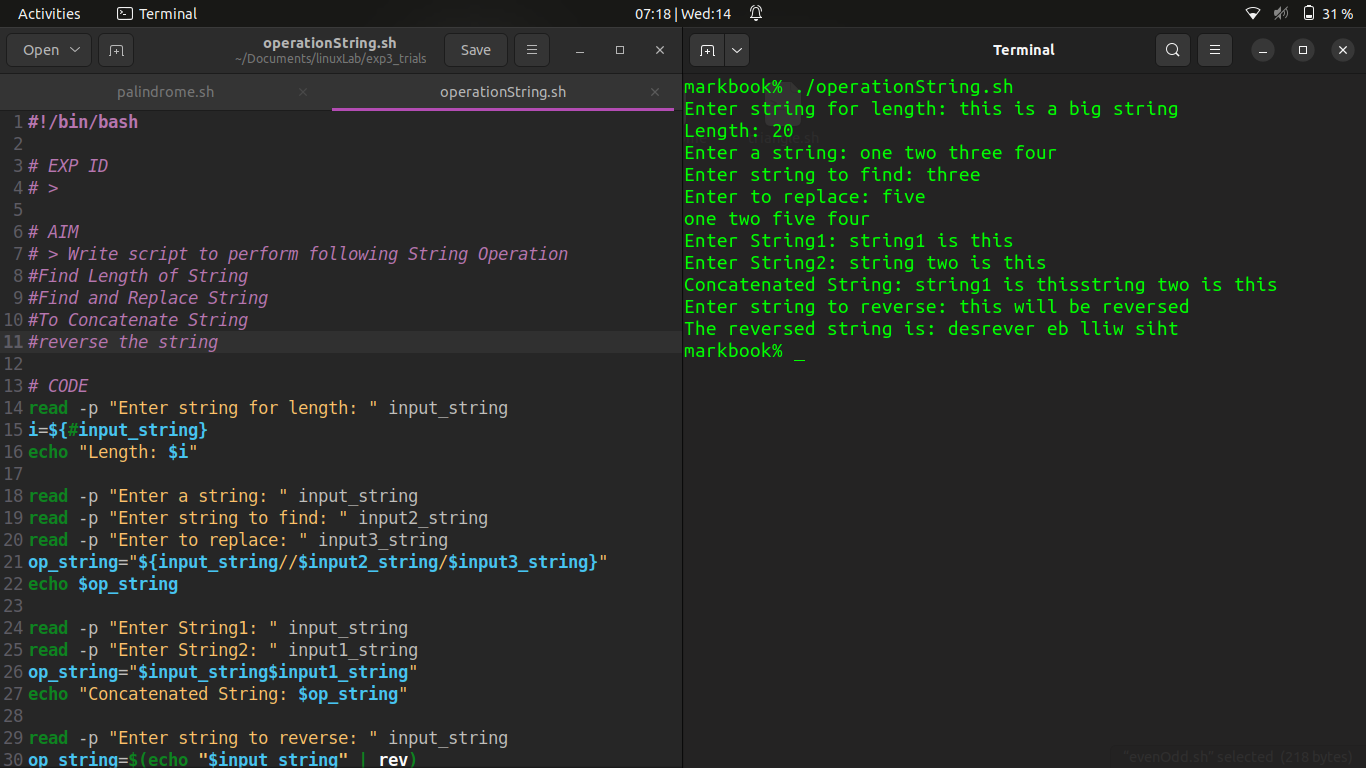 Activities Terminal 07:18|Wed:14 31 %
Open operationString.sh Save
~/Documents/linuxLab/exp3_trials
palindrome.sh operationString.sh
1 #!/bin/bash
2
3 # EXP ID
4 # >
5
6 # AIM
7 # > Write script to perform following String Operation
8 #Find Length of String
9 #Find and Replace String
10 #To Concatenate String
11 #reverse the string
12
13 # CODE
14 read -p "Enter string for length: " input_string
15 i=${#input_string}
16 echo "Length: $i"
17
18 read -p "Enter a string: " input_string
19 read -p "Enter string to find: " input2_string
20 read -p "Enter to replace: " input3_string
21 op_string="${input_string//$input2_string/$input3_string}"
22 echo $op_string
23
24 read -p "Enter String1: " input_string
25 read -p "Enter String2: " input1_string
26 op_string="$input_string$input1_string"
27 echo "Concatenated String: $op_string"
28
29 read -p "Enter string to reverse: " input_string
30 op_string=$(echo "$input_string" | rev)
Terminal
markbook% ./operationString.sh
Enter string for length: this is a big string
Length: 20
Enter a string: one two three four
Enter string to find: three
Enter to replace: five
one two five four
Enter String1: string1 is this
Enter String2: string two is this
Concatenated String: string1 is thisstring two is this
Enter string to reverse: this will be reversed
The reversed string is: desrever eb lliw siht
markbook% _
"evenOdd.sh" selected (218 bytes)